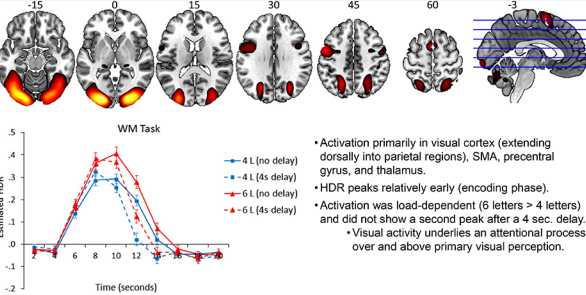 -15 0 15 30 45 60 -3
WM Task
.5
.4
.3
.2
.1
0
-.1
-.2
2 4 6 8 10 12 14 16 18 20
Time (seconds)
Estimated HDR
4 L (no delay)
4 L (4s delay)
6 L (no delay)
6 L (4s delay)
• Activation primarily in visual cortex (extending
dorsally into parietal regions), SMA, precentral
gyrus, and thalamus.
• HDR peaks relatively early (encoding phase).
• Activation was load-dependent (6 letters > 4 letters)
and did not show a second peak after a 4 sec. delay.
• Visual activity underlies an attentional process
over and above primary visual perception.